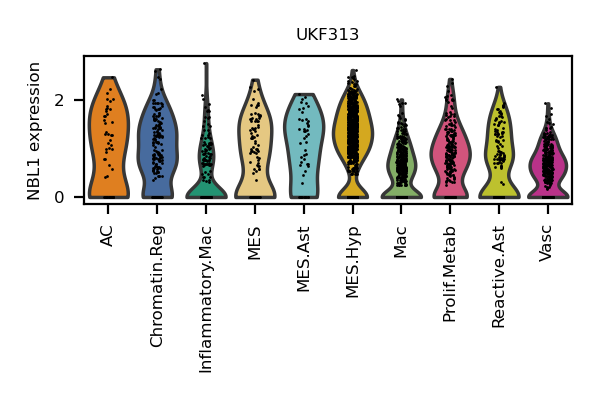 UKF313
NBL1 expression
2
0
AC
Chromatin.Reg
Inflammatory.Mac
MES
MES.Ast
MES.Hyp
Mac
Prolif.Metab
Reactive.Ast
Vasc